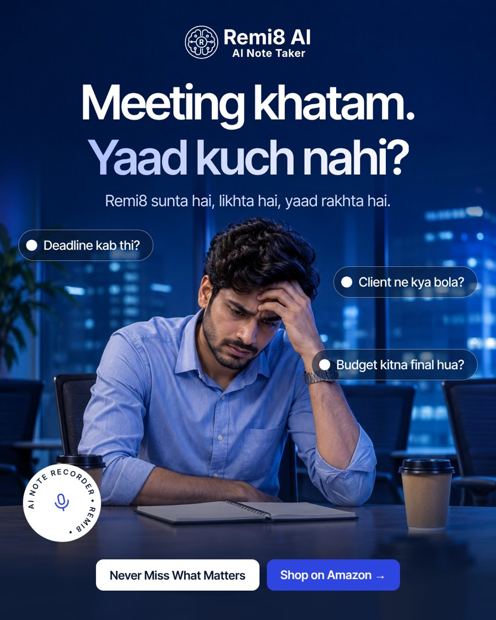 Remi8 AI
AI Note Taker
Meeting khatam.
Yaad kuch nahi?
Remi8 sunta hai, likhta hai, yaad rakhta hai.
Deadline kab thi?
Client ne kya bola?
Budget kitna final hua?
AI NOTE RECORDER • REMI8 •
Never Miss What Matters
Shop on Amazon →